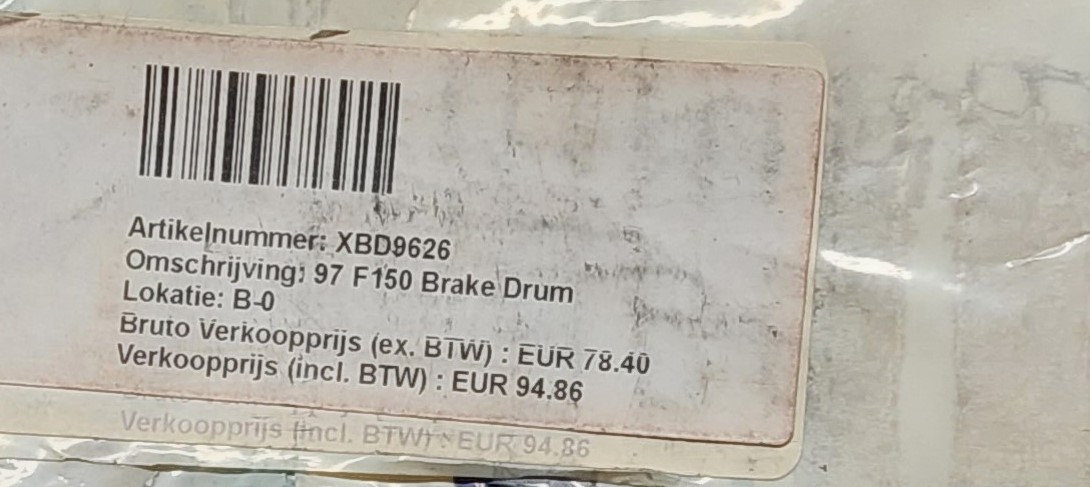 Artikelnummer: XBD9626
Omschrijving: 97 F150 Brake Drum
Lokatie: B-0
Bruto Verkoopprijs (ex. BTW) : EUR 78.40
Verkoopprijs (incl. BTW) : EUR 94.86
Verkoopprijs (incl. BTW) : EUR 94.86